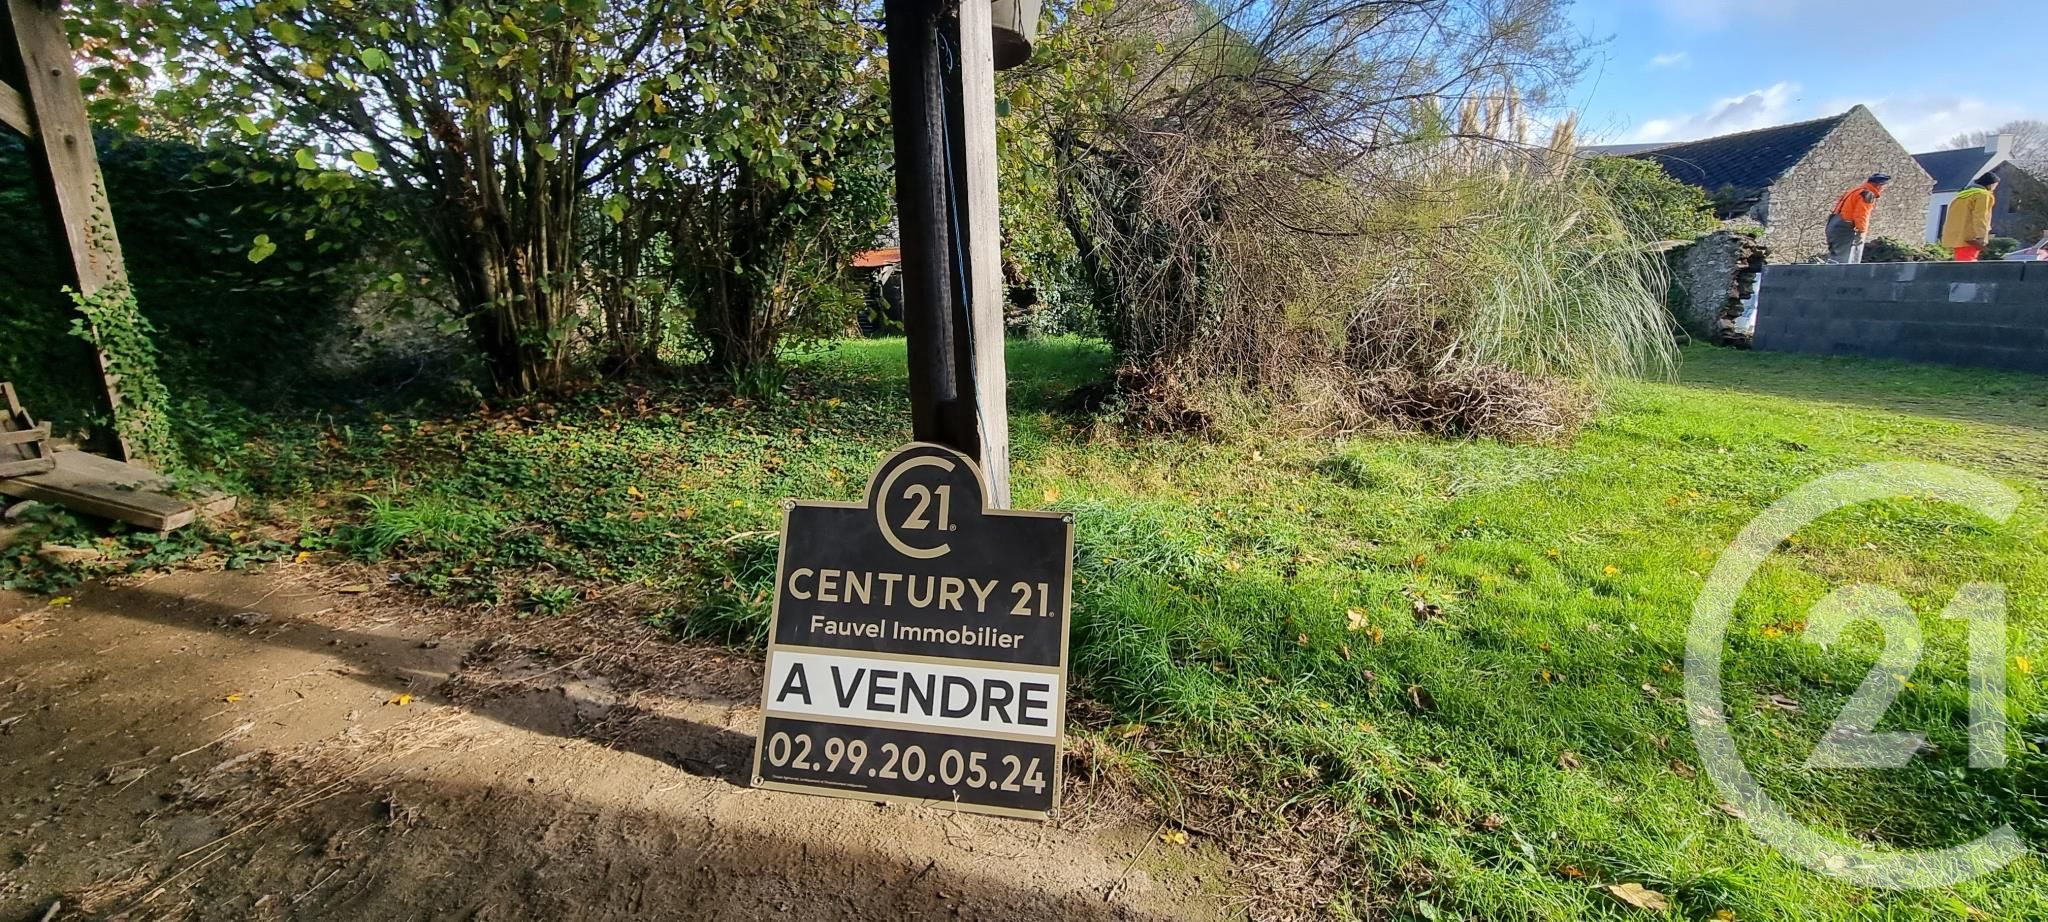 21
CENTURY 21
Fauvel Immobilier
A VENDRE
02.99.20.05.24
21